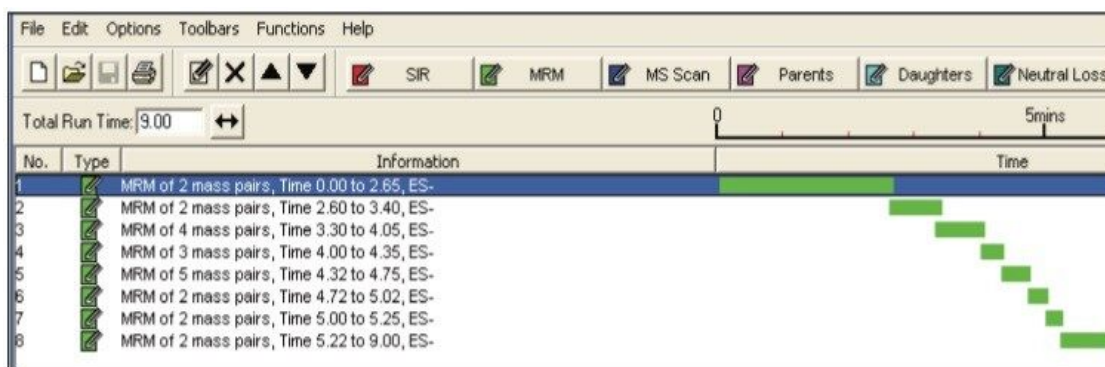 File Edit Options Toolbars Functions Help
SIR MRM MS Scan Parents Daughters Neutral Loss
Total Run Time: 9.00 0 5mins
No. Type Information Time
1 MRM of 2 mass pairs, Time 0.00 to 2.65, ES-
2 MRM of 2 mass pairs, Time 2.60 to 3.40, ES-
3 MRM of 4 mass pairs, Time 3.30 to 4.05, ES-
4 MRM of 3 mass pairs, Time 4.00 to 4.35, ES-
5 MRM of 5 mass pairs, Time 4.32 to 4.75, ES-
6 MRM of 2 mass pairs, Time 4.72 to 5.02, ES-
7 MRM of 2 mass pairs, Time 5.00 to 5.25, ES-
8 MRM of 2 mass pairs, Time 5.22 to 9.00, ES-